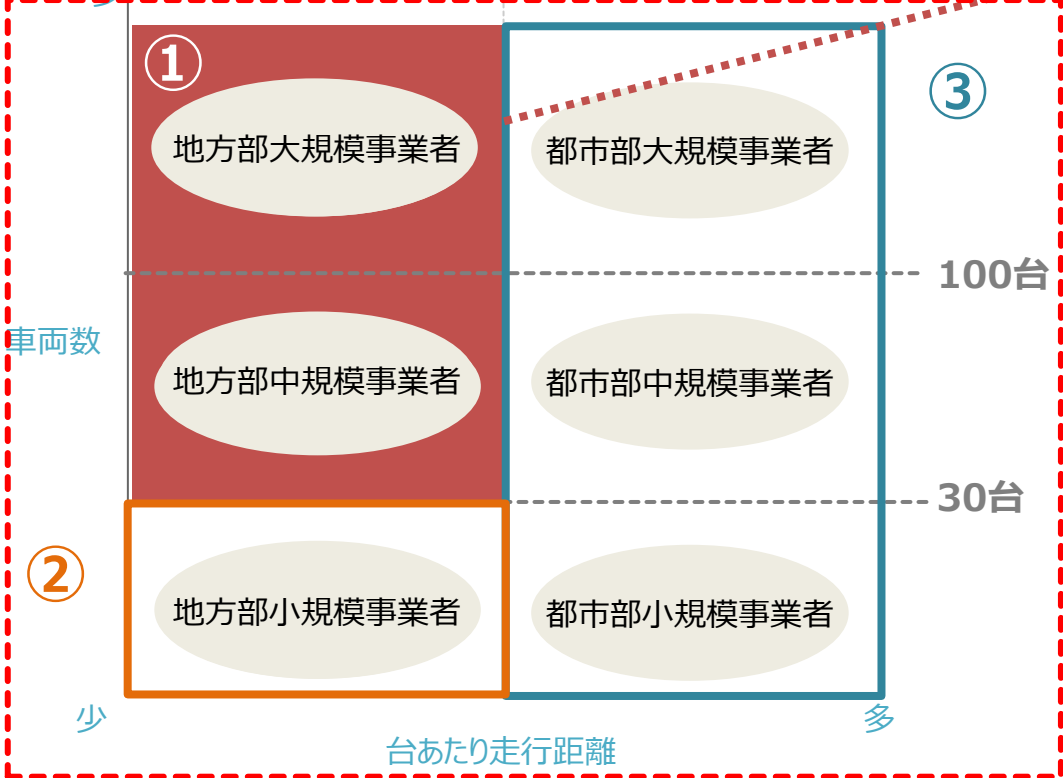 ①
③
地方部大規模事業者
都市部大規模事業者
100台
車両数
地方部中規模事業者
都市部中規模事業者
30台
②
地方部小規模事業者
都市部小規模事業者
少
多
台あたり走行距離